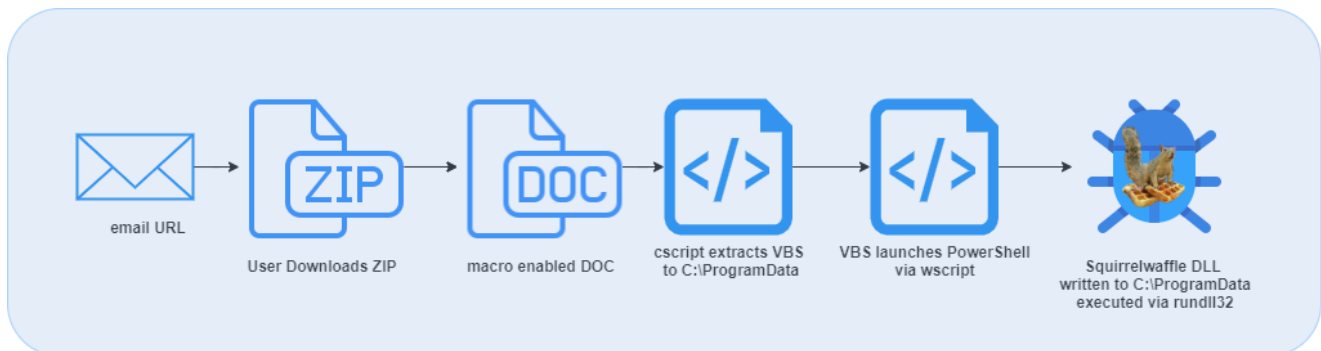 ZIP
DOC
</>
</>
email URL
User Downloads ZIP
macro enabled DOC
cscript extracts VBS
to C:\ProgramData
VBS launches PowerShell
via wscript
Squirrelwaffle DLL
written to C:\ProgramData
executed via rundll32